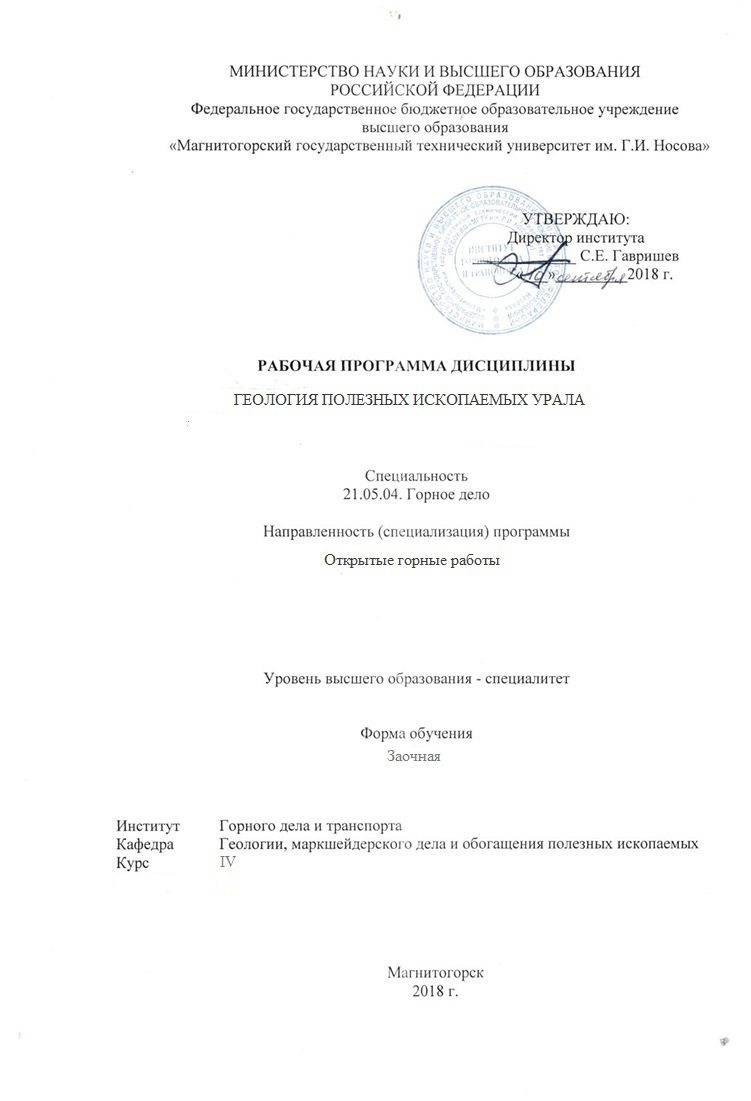 МИНИСТЕРСТВО НАУКИ И ВЫСШЕГО ОБРАЗОВАНИЯ
РОССИЙСКОЙ ФЕДЕРАЦИИ
Федеральное государственное бюджетное образовательное учреждение
высшего образования
«Магнитогорский государственный технический университет им. Г.И. Носова»
УТВЕРЖДАЮ:
Директор института
С.Е. Гавришев
сентября 2018 г.
РАБОЧАЯ ПРОГРАММА ДИСЦИПЛИНЫ
ГЕОЛОГИЯ ПОЛЕЗНЫХ ИСКОПАЕМЫХ УРАЛА
Специальность
21.05.04. Горное дело
Направленность (специализация) программы
Открытые горные работы
Уровень высшего образования - специалитет
Форма обучения
Заочная
Институт Горного дела и транспорта
Кафедра Геологии, маркшейдерского дела и обогащения полезных ископаемых
Курс IV
Магнитогорск
2018 г.